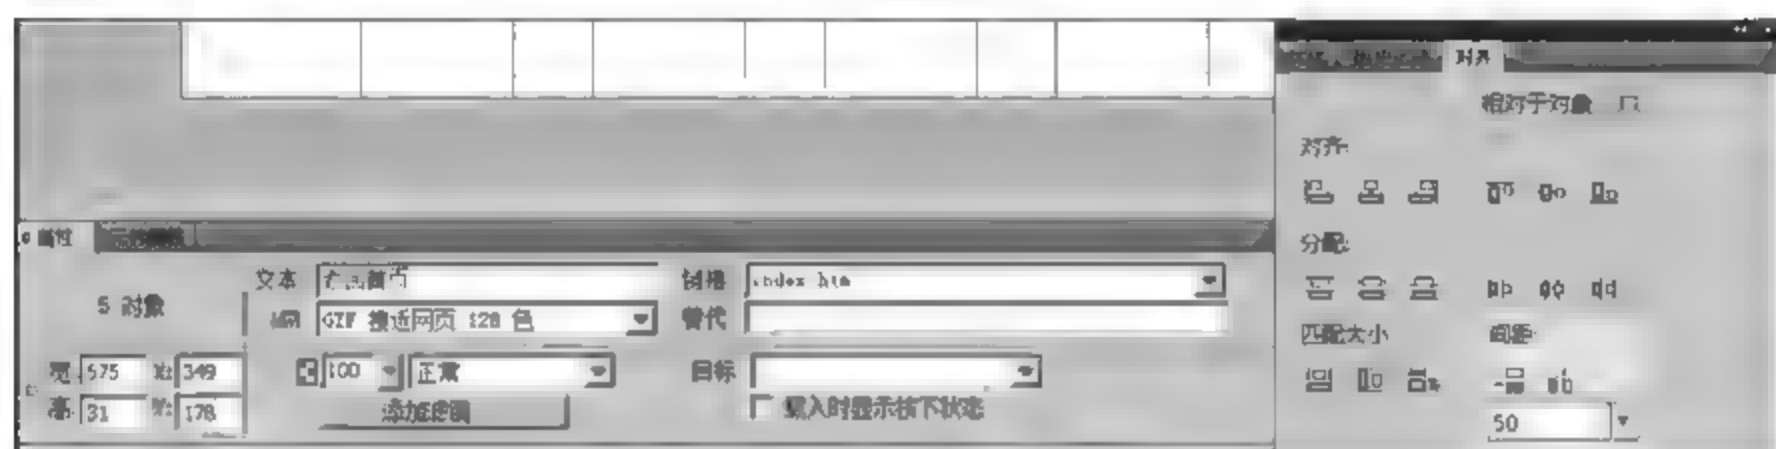 对齐
相对于对象
对齐:
属性
分配:
文本 链接 index htm
5 对象
GIF 接近网页 128 色 替代
匹配大小 间距
宽 575 X: 349 100 正常 目标
高 31 Y: 178 添加 载入时显示按下状态
50